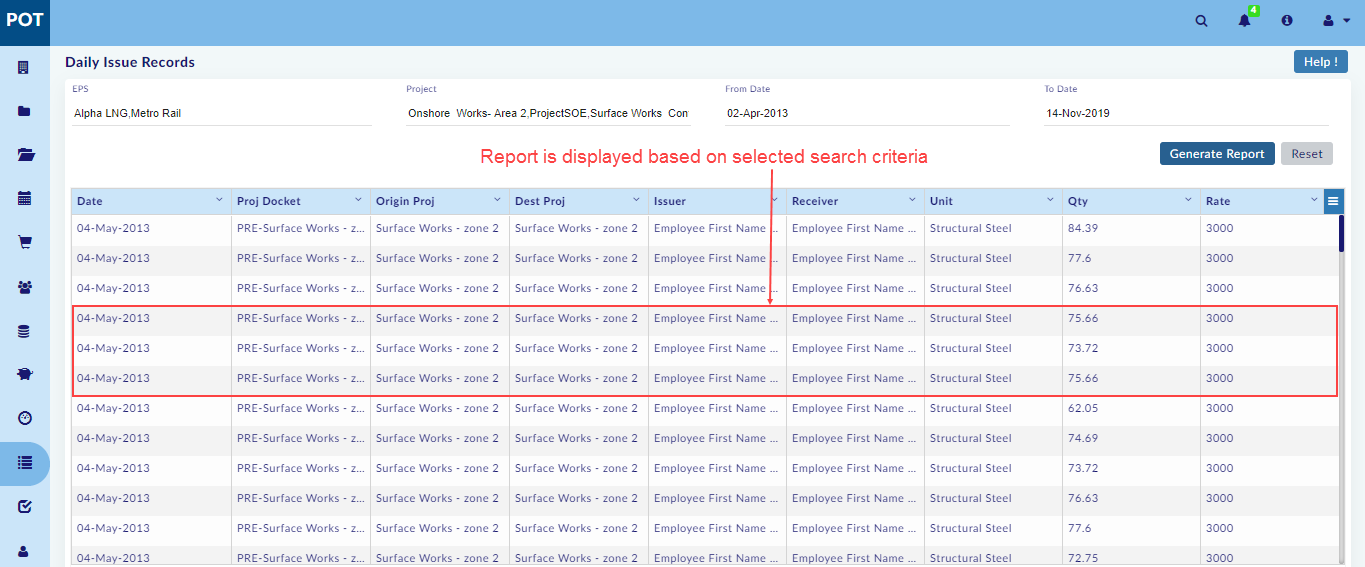 POT
4
Daily Issue Records
Help !
EPS Project From Date To Date
Alpha LNG,Metro Rail Onshore Works- Area 2,ProjectSOE,Surface Works Con 02-Apr-2013 14-Nov-2019
Generate Report Reset
Report is displayed based on selected search criteria
Date Proj Docket Origin Proj Dest Proj Issuer Receiver Unit Qty Rate
04-May-2013 PRE-Surface Works - z... Surface Works - zone 2 Surface Works - zone 2 Employee First Name ... Employee First Name ... Structural Steel 84.39 3000
04-May-2013 PRE-Surface Works - z... Surface Works - zone 2 Surface Works - zone 2 Employee First Name ... Employee First Name ... Structural Steel 77.6 3000
04-May-2013 PRE-Surface Works - z... Surface Works - zone 2 Surface Works - zone 2 Employee First Name ... Employee First Name ... Structural Steel 76.63 3000
04-May-2013 PRE-Surface Works - z... Surface Works - zone 2 Surface Works - zone 2 Employee First Name ... Employee First Name ... Structural Steel 75.66 3000
04-May-2013 PRE-Surface Works - z... Surface Works - zone 2 Surface Works - zone 2 Employee First Name ... Employee First Name ... Structural Steel 73.72 3000
04-May-2013 PRE-Surface Works - z... Surface Works - zone 2 Surface Works - zone 2 Employee First Name ... Employee First Name ... Structural Steel 75.66 3000
04-May-2013 PRE-Surface Works - z... Surface Works - zone 2 Surface Works - zone 2 Employee First Name ... Employee First Name ... Structural Steel 62.05 3000
04-May-2013 PRE-Surface Works - z... Surface Works - zone 2 Surface Works - zone 2 Employee First Name ... Employee First Name ... Structural Steel 74.69 3000
04-May-2013 PRE-Surface Works - z... Surface Works - zone 2 Surface Works - zone 2 Employee First Name ... Employee First Name ... Structural Steel 73.72 3000
04-May-2013 PRE-Surface Works - z... Surface Works - zone 2 Surface Works - zone 2 Employee First Name ... Employee First Name ... Structural Steel 76.63 3000
04-May-2013 PRE-Surface Works - z... Surface Works - zone 2 Surface Works - zone 2 Employee First Name ... Employee First Name ... Structural Steel 77.6 3000
04-May-2013 PRE-Surface Works - z... Surface Works - zone 2 Surface Works - zone 2 Employee First Name ... Employee First Name ... Structural Steel 72.75 3000